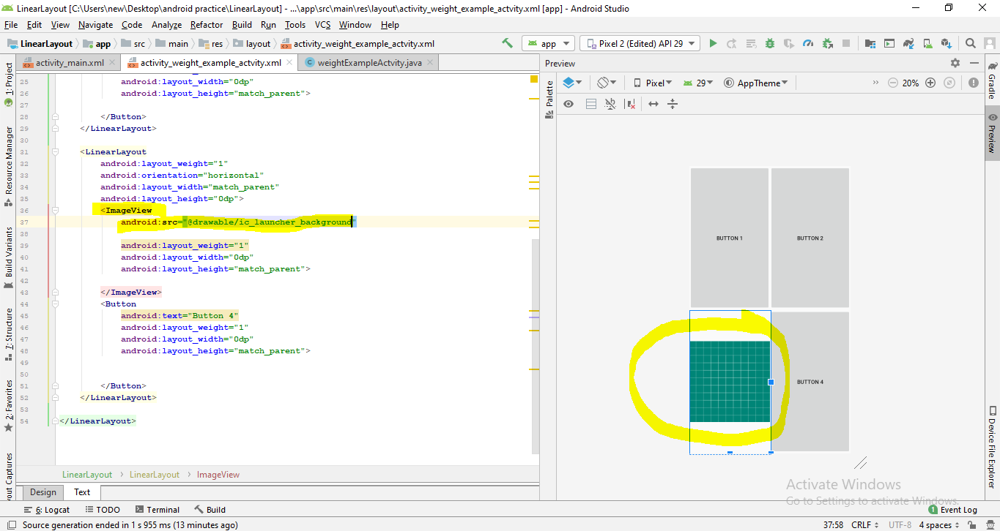 LinearLayout [C:\Users\new\Desktop\android practice\LinearLayout] - ...\app\src\main\res\layout\activity_weight_example_actvity.xml [app] - Android Studio
File Edit View Navigate Code Analyze Refactor Build Run Tools VCS Window Help
LinearLayout app src main res layout activity_weight_example_actvity.xml app Pixel 2 (Edited) API 29
activity_main.xml activity_weight_example_actvity.xml weightExampleActvity.java Preview
1: Project
Resource Manager
Build Variants
7: Structure
2: Favorites
out Captures
25 android:layout_width="0dp"
26 android:layout_height="match_parent">
27
28 </Button>
29 </LinearLayout>
30
31 <LinearLayout
32 android:layout_weight="1"
33 android:orientation="horizontal"
34 android:layout_width="match_parent"
35 android:layout_height="0dp">
36 <ImageView
37 android:src="@drawable/ic_launcher_background"
38
39 android:layout_weight="1"
40 android:layout_width="0dp"
41 android:layout_height="match_parent">
42
43 </ImageView>
44 <Button
45 android:text="Button 4"
46 android:layout_weight="1"
47 android:layout_width="0dp"
48 android:layout_height="match_parent">
49
50
51 </Button>
52 </LinearLayout>
53
54 </LinearLayout>
LinearLayout › LinearLayout › ImageView
Design Text
Palette
Pixel 29 AppTheme 20%
BUTTON 1 BUTTON 2
BUTTON 4
Gradle
Preview
Device File Explorer
Activate Windows
Go to Settings to activate Windows.
6: Logcat TODO Terminal Build 1 Event Log
Source generation ended in 1 s 955 ms (13 minutes ago) 37:58 CRLF UTF-8 4 spaces